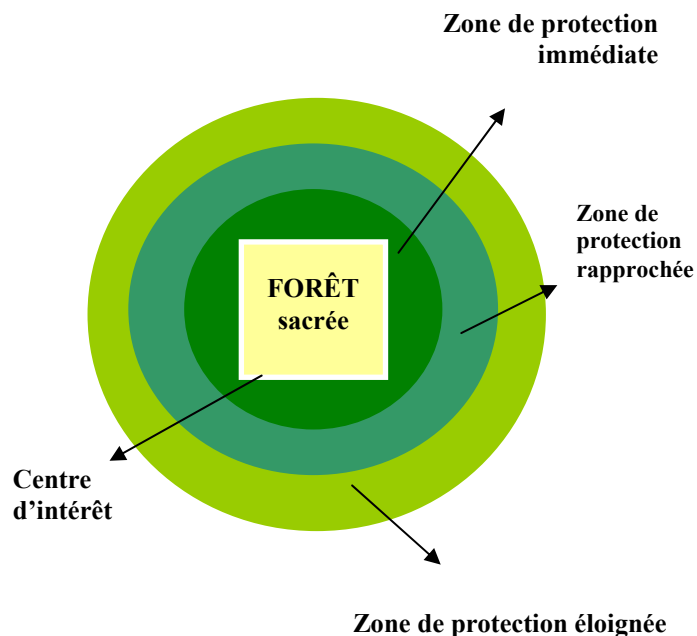 Zone de protection
immédiate
Zone de
protection
rapprochée
FORÊT
sacrée
Centre
d’intérêt
Zone de protection éloignée